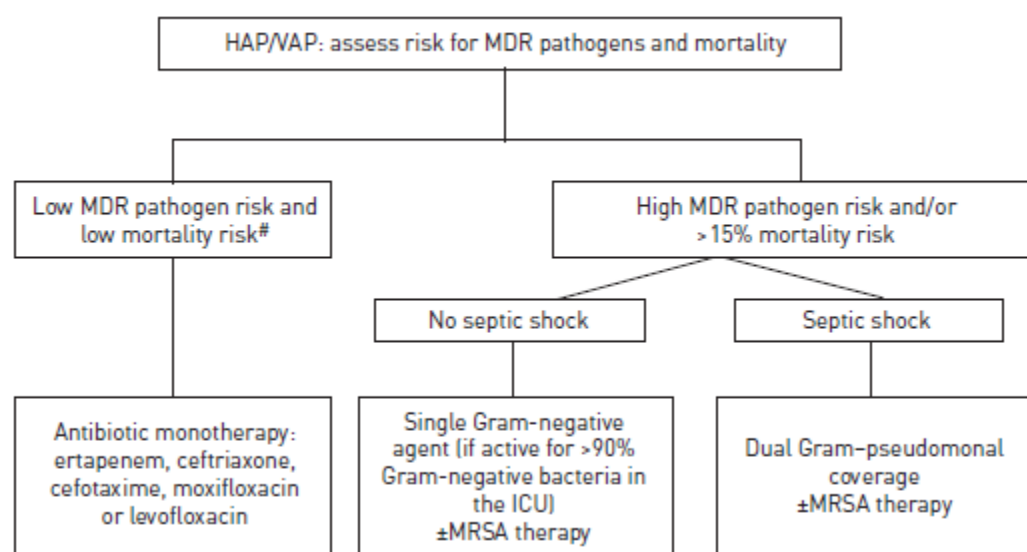 HAP/VAP: assess risk for MDR pathogens and mortality
Low MDR pathogen risk and
low mortality risk#
High MDR pathogen risk and/or
>15% mortality risk
No septic shock
Septic shock
Antibiotic monotherapy:
ertapenem, ceftriaxone,
cefotaxime, moxifloxacin
or levofloxacin
Single Gram-negative
agent (if active for >90%
Gram-negative bacteria in
the ICU)
±MRSA therapy
Dual Gram–pseudomonal
coverage
±MRSA therapy